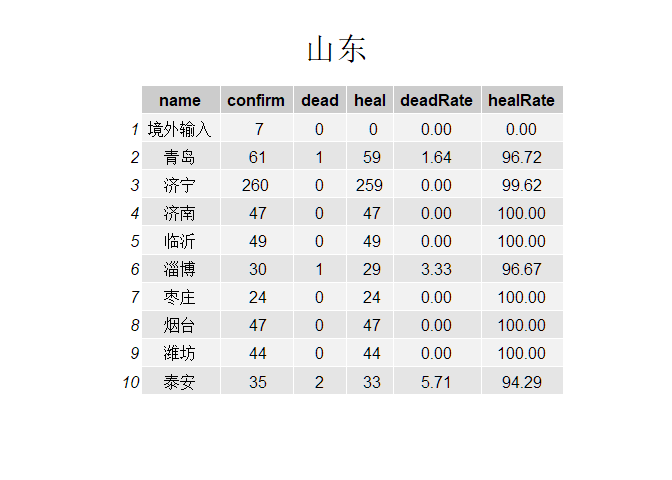 山东
name confirm dead heal deadRate healRate
1 境外输入 7 0 0 0.00 0.00
2 青岛 61 1 59 1.64 96.72
3 济宁 260 0 259 0.00 99.62
4 济南 47 0 47 0.00 100.00
5 临沂 49 0 49 0.00 100.00
6 淄博 30 1 29 3.33 96.67
7 枣庄 24 0 24 0.00 100.00
8 烟台 47 0 47 0.00 100.00
9 潍坊 44 0 44 0.00 100.00
10 泰安 35 2 33 5.71 94.29